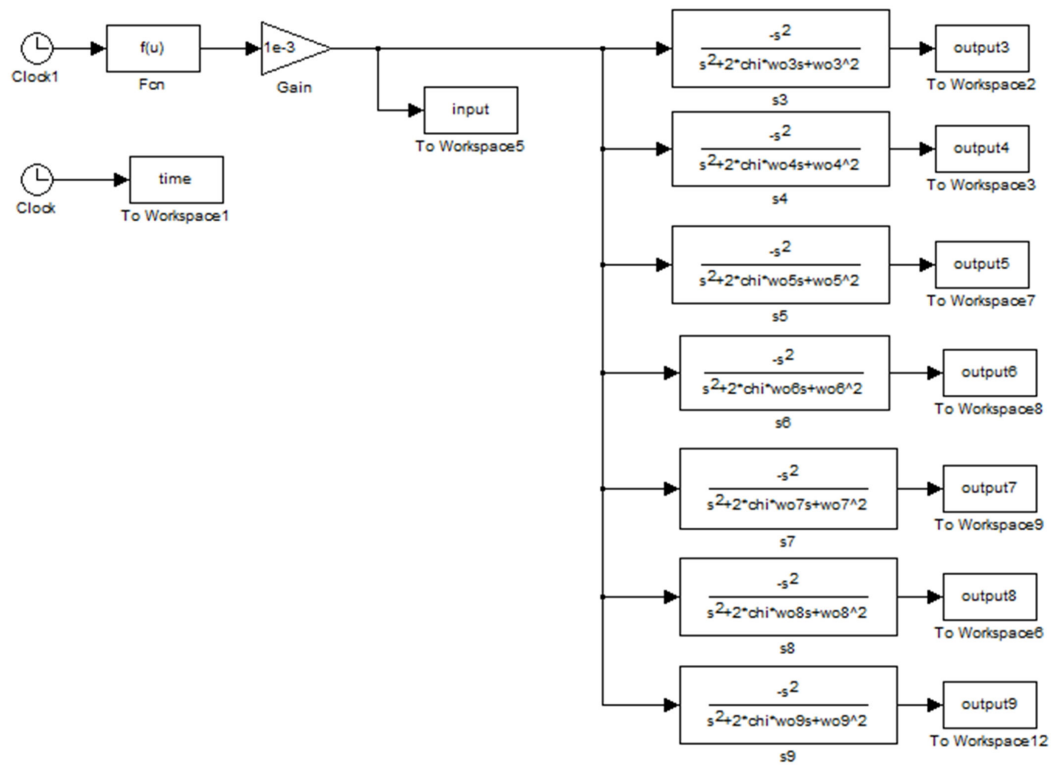 Clock1
f(u)
Fcn
1e-3
Gain
input
To Workspace5
Clock
time
To Workspace1
-s2
s2+2*chi*wo3s+wo3^2
s3
output3
To Workspace2
-s2
s2+2*chi*wo4s+wo4^2
s4
output4
To Workspace3
-s2
s2+2*chi*wo5s+wo5^2
s5
output5
To Workspace7
-s2
s2+2*chi*wo6s+wo6^2
s6
output6
To Workspace8
-s2
s2+2*chi*wo7s+wo7^2
s7
output7
To Workspace9
-s2
s2+2*chi*wo8s+wo8^2
s8
output8
To Workspace6
-s2
s2+2*chi*wo9s+wo9^2
s9
output9
To Workspace12